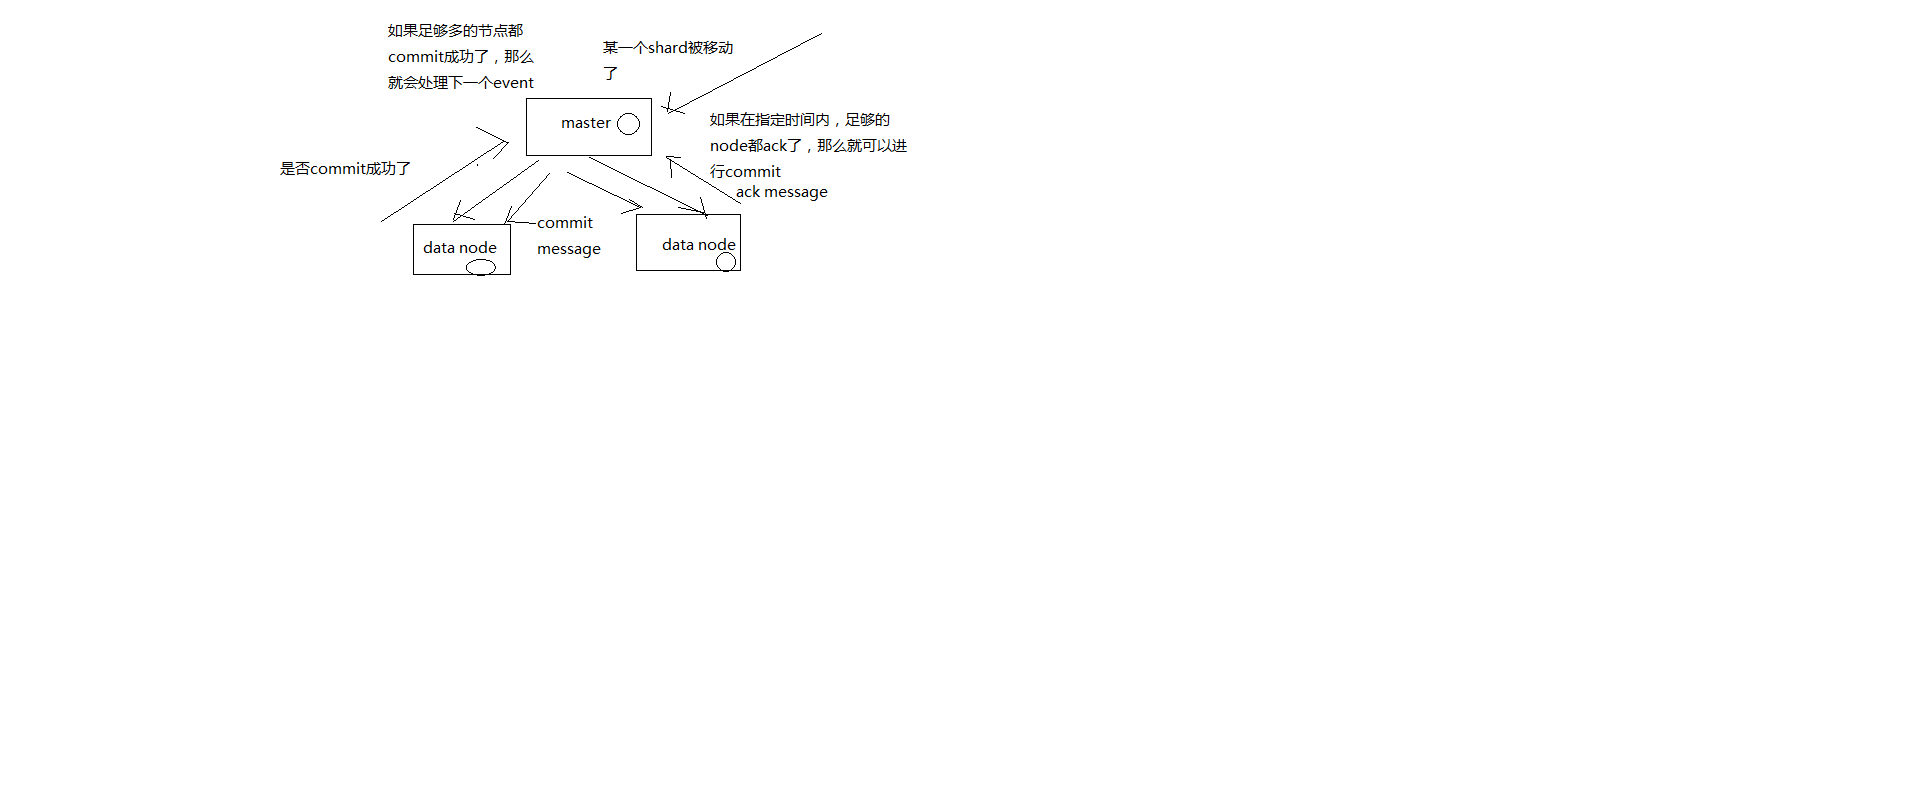 如果足够多的节点都
commit成功了，那么
就会处理下一个event
某一个shard被移动
了
master
如果在指定时间内，足够的
node都ack了，那么就可以进
行commit
是否commit成功了
ack message
commit
message
data node
data node